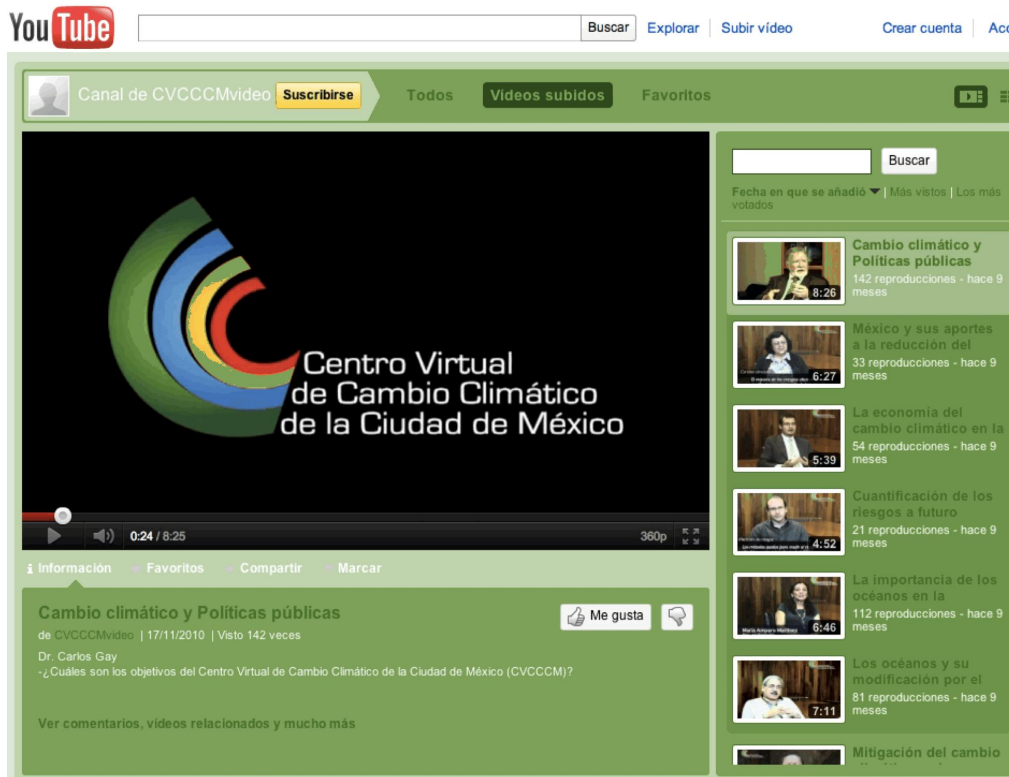 YouTube
Buscar
Explorar
Subir vídeo
Crear cuenta
Canal de CVCCCMvideo
Suscribirse
Todos
Vídeos subidos
Favoritos
Centro Virtual
de Cambio Climático
de la Ciudad de México
0:24 / 8:25
360p
Información
Favoritos
Compartir
Marcar
Cambio climático y Políticas públicas
Me gusta
de CVCCCMvideo | 17/11/2010 | Visto 142 veces
Dr. Carlos Gay
-¿Cuáles son los objetivos del Centro Virtual de Cambio Climático de la Ciudad de México (CVCCCM)?
Ver comentarios, vídeos relacionados y mucho más
Buscar
Fecha en que se añadió | Más vistos | Los más
votados
Cambio climático y
Políticas públicas
142 reproducciones - hace 9
meses
8:26
México y sus aportes
a la reducción del
33 reproducciones - hace 9
meses
6:27
La economía del
cambio climático en la
54 reproducciones - hace 9
meses
5:39
Cuantificación de los
riesgos a futuro
21 reproducciones - hace 9
meses
4:52
La importancia de los
océanos en la
112 reproducciones - hace 9
meses
6:46
Los océanos y su
modificación por el
81 reproducciones - hace 9
meses
7:11
Mitigación del cambio